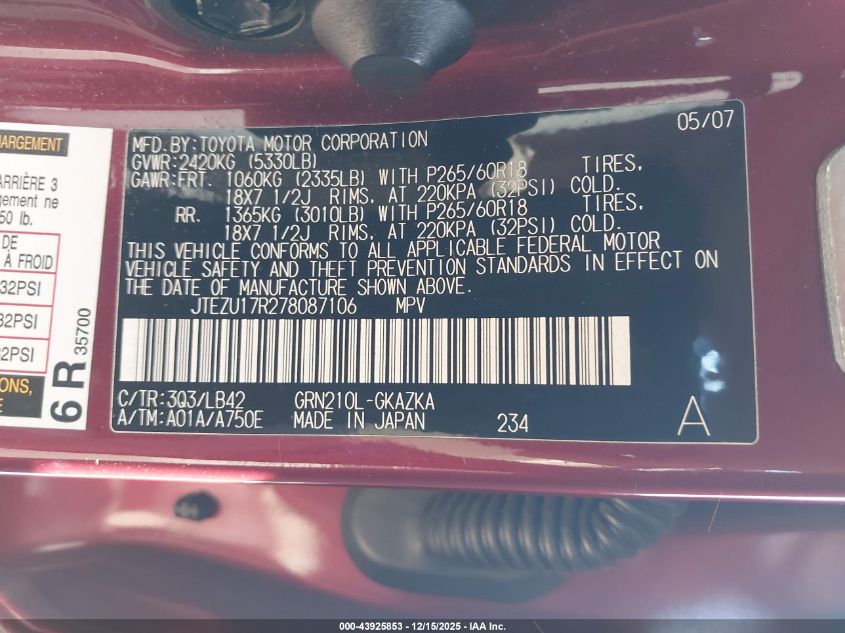 MFD. BY: TOYOTA MOTOR CORPORATION 05/07
GVWR: 2420KG (5330LB)
GAWR: FRT. 1060KG (2335LB) WITH P265/60R18 TIRES,
18X7 1/2J RIMS, AT 220KPA (32PSI) COLD.
RR. 1365KG (3010LB) WITH P265/60R18 TIRES,
18X7 1/2J RIMS, AT 220KPA (32PSI) COLD.
THIS VEHICLE CONFORMS TO ALL APPLICABLE FEDERAL MOTOR
VEHICLE SAFETY AND THEFT PREVENTION STANDARDS IN EFFECT ON
THE DATE OF MANUFACTURE SHOWN ABOVE.
JTEZU17R278087106 MPV
C/TR: 3Q3/LB42 GRN210L-GKAZKA
A/TM: A01A/A750E MADE IN JAPAN 234 A
HARGEMENT
ARRIÈRE 3
gement ne
50 lb.
DE
À FROID
32PSI
32PSI
32PSI
ONS,
E
6 R 35700
000-43925853 - 12/15/2025 - IAA Inc.